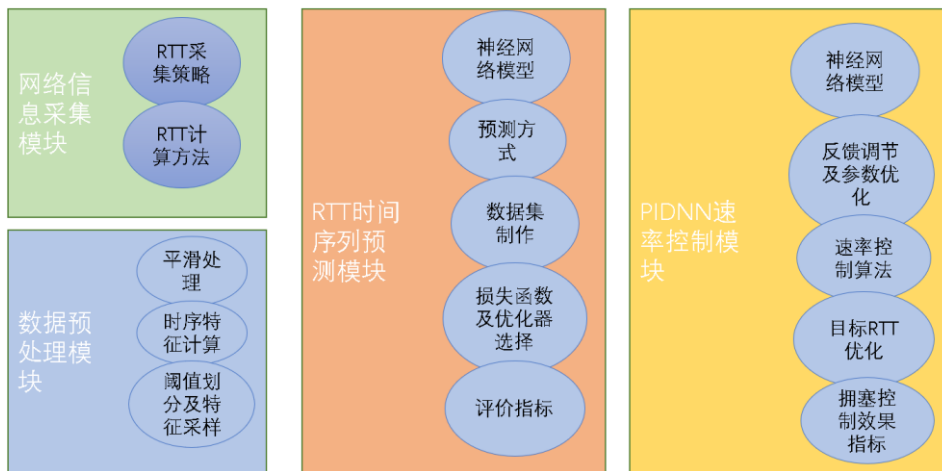 网络信
息采集
模块
RTT采
集策略
RTT计
算方法
数据预
处理模
块
平滑处
理
时序特
征计算
阈值划
分及特
征采样
RTT时间
序列预
测模块
神经网
络模型
预测方
式
数据集
制作
损失函数
及优化器
选择
评价指标
PIDNN速
率控制模
块
神经网
络模型
反馈调节
及参数优
化
速率控
制算法
目标RTT
优化
拥塞控
制效果
指标